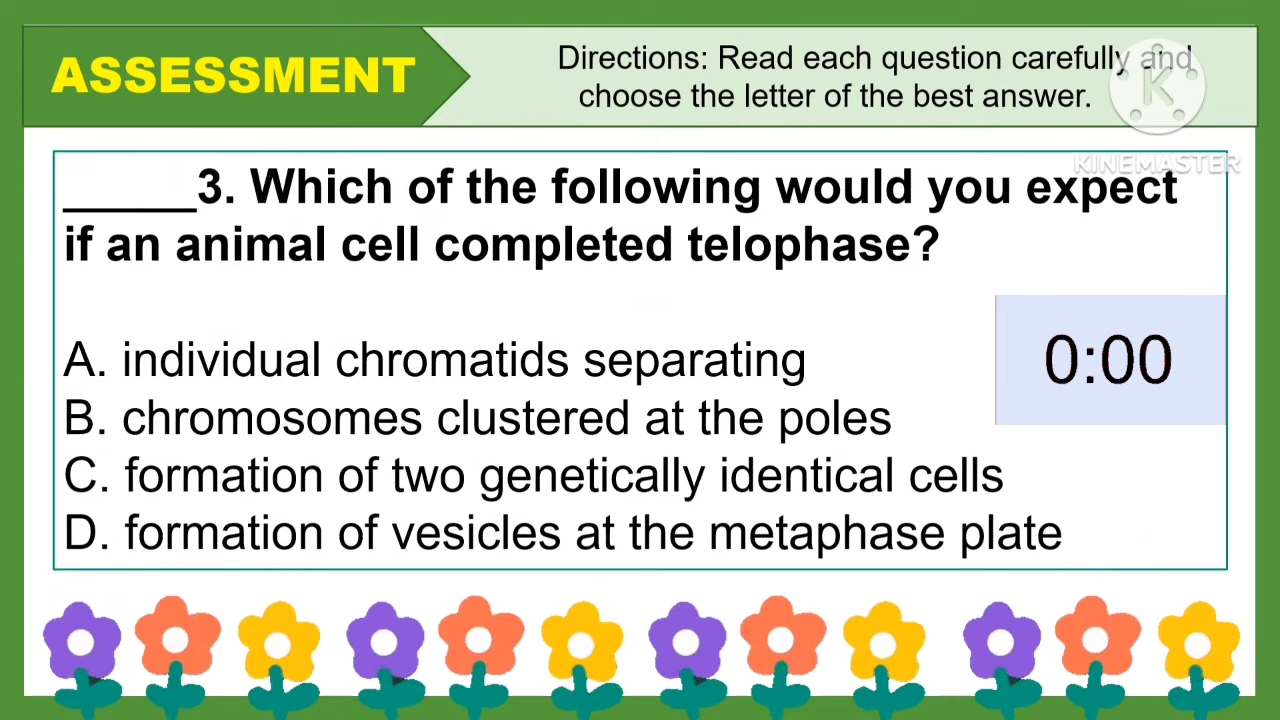 ASSESSMENT
Directions: Read each question carefully and
choose the letter of the best answer.
K
KINEMASTER
_____3. Which of the following would you expect
if an animal cell completed telophase?
0:00
A. individual chromatids separating
B. chromosomes clustered at the poles
C. formation of two genetically identical cells
D. formation of vesicles at the metaphase plate